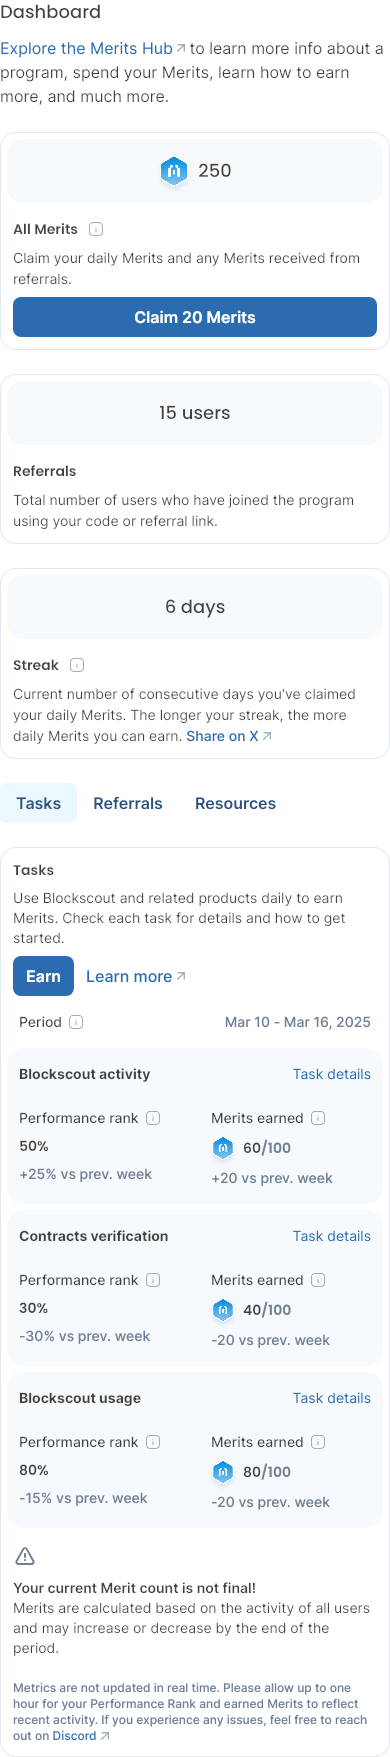 Dashboard
Explore the Merits Hub to learn more info about a
program, spend your Merits, learn how to earn
more, and much more.
250
All Merits
Claim your daily Merits and any Merits received from
referrals.
Claim 20 Merits
15 users
Referrals
Total number of users who have joined the program
using your code or referral link.
6 days
Streak
Current number of consecutive days you've claimed
your daily Merits. The longer your streak, the more
daily Merits you can earn. Share on X
Tasks Referrals Resources
Tasks
Use Blockscout and related products daily to earn
Merits. Check each task for details and how to get
started.
Earn Learn more
Period Mar 10 - Mar 16, 2025
Blockscout activity Task details
Performance rank Merits earned
50% 60/100
+25% vs prev. week +20 vs prev. week
Contracts verification Task details
Performance rank Merits earned
30% 40/100
-30% vs prev. week -20 vs prev. week
Blockscout usage Task details
Performance rank Merits earned
80% 80/100
-15% vs prev. week -20 vs prev. week
Your current Merit count is not final!
Merits are calculated based on the activity of all users
and may increase or decrease by the end of the
period.
Metrics are not updated in real time. Please allow up to one
hour for your Performance Rank and earned Merits to reflect
recent activity. If you experience any issues, feel free to reach
out on Discord